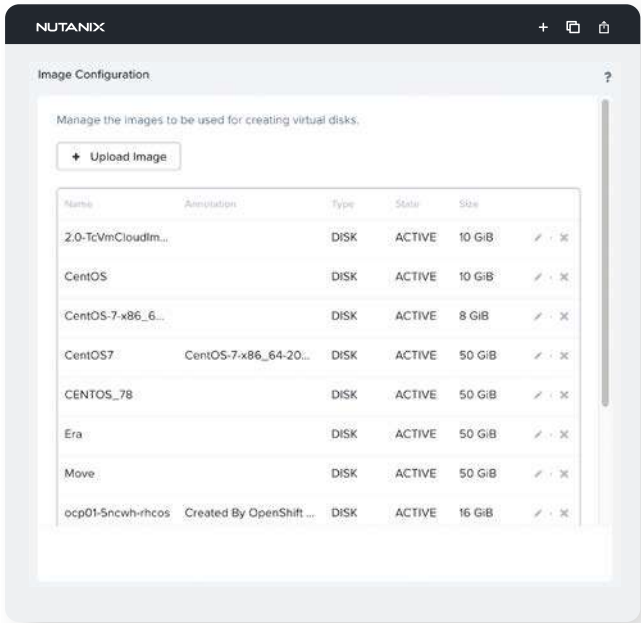 NUTANIX
Image Configuration
?
Manage the images to be used for creating virtual disks.
+ Upload Image
Name Annotation Type State Size
2.0-TcVmCloudIm... DISK ACTIVE 10 GiB
CentOS DISK ACTIVE 10 GiB
CentOS-7-x86_6... DISK ACTIVE 8 GiB
CentOS7 CentOS-7-x86_64-20... DISK ACTIVE 50 GiB
CENTOS_78 DISK ACTIVE 50 GiB
Era DISK ACTIVE 50 GiB
Move DISK ACTIVE 50 GiB
ocp01-5ncwh-rhcos Created By OpenShift ... DISK ACTIVE 16 GiB